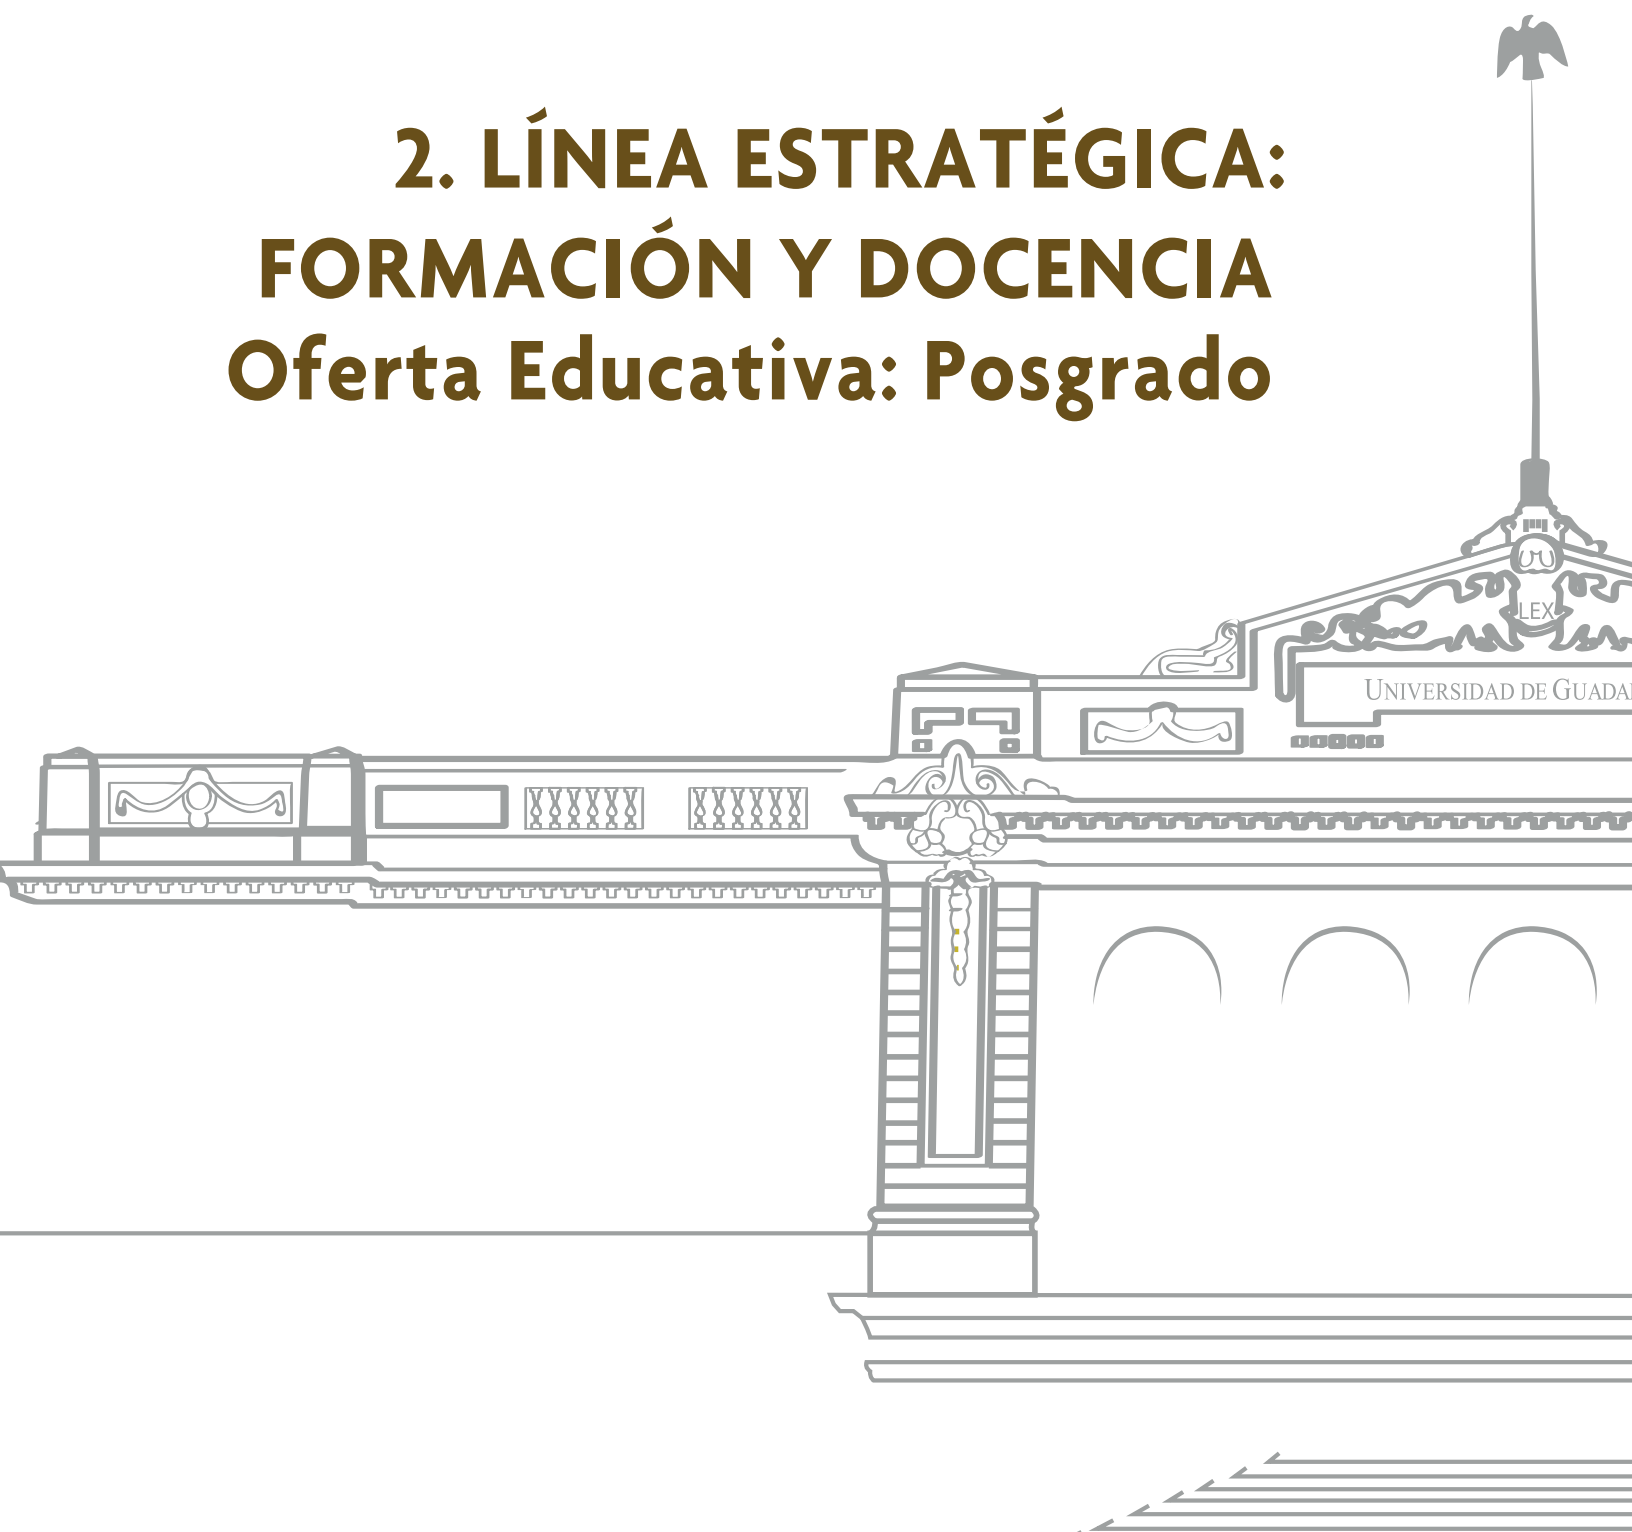 2. LÍNEA ESTRATÉGICA:
FORMACIÓN Y DOCENCIA
Oferta Educativa: Posgrado
LEX
UNIVERSIDAD DE GUADA